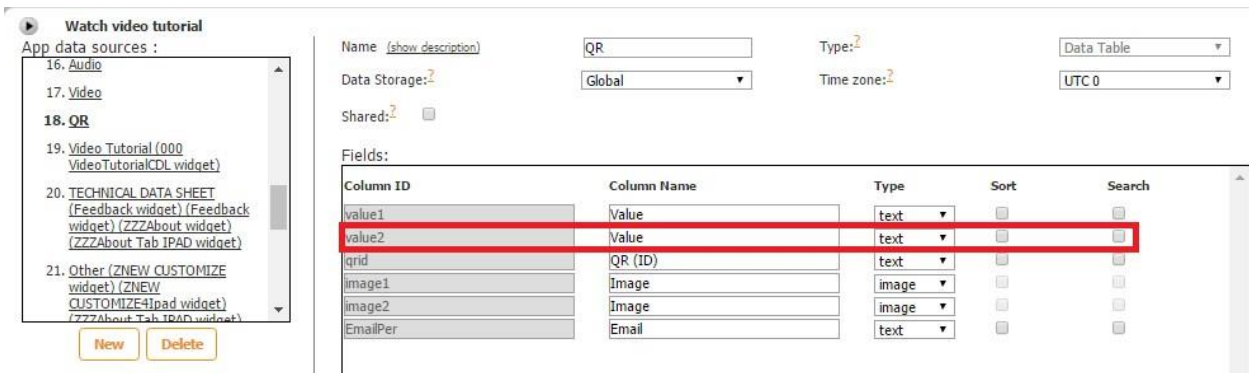 Watch video tutorial
App data sources :
16. Audio
17. Video
18. QR
19. Video Tutorial (000
VideoTutorialCDL widget)
20. TECHNICAL DATA SHEET
(Feedback widget) (Feedback
widget) (ZZZAbout widget)
(ZZZAbout Tab IPAD widget)
21. Other (ZNEW CUSTOMIZE
widget) (ZNEW
CUSTOMIZE4Ipad widget)
(ZZZAbout Tab IPAD widget)
New Delete
Name (show description) QR Type:? Data Table
Data Storage:? Global Time zone:? UTC 0
Shared:?
Fields:
Column ID Column Name Type Sort Search
value1 Value text
value2 Value text
qrid QR (ID) text
image1 Image image
image2 Image image
EmailPer Email text